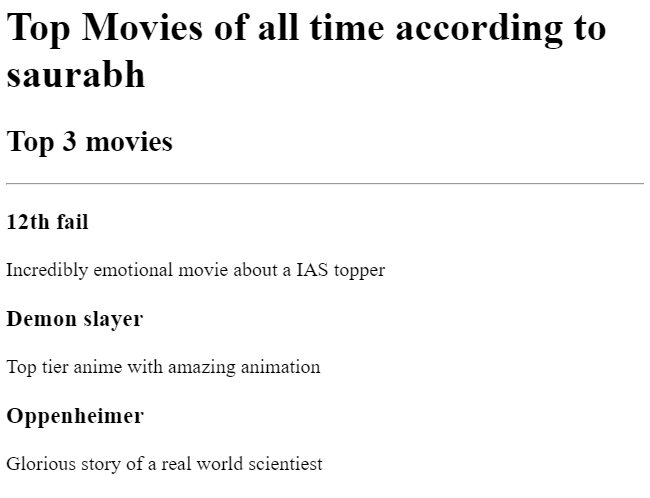 Top Movies of all time according to
saurabh
Top 3 movies
12th fail
Incredibly emotional movie about a IAS topper
Demon slayer
Top tier anime with amazing animation
Oppenheimer
Glorious story of a real world scientiest